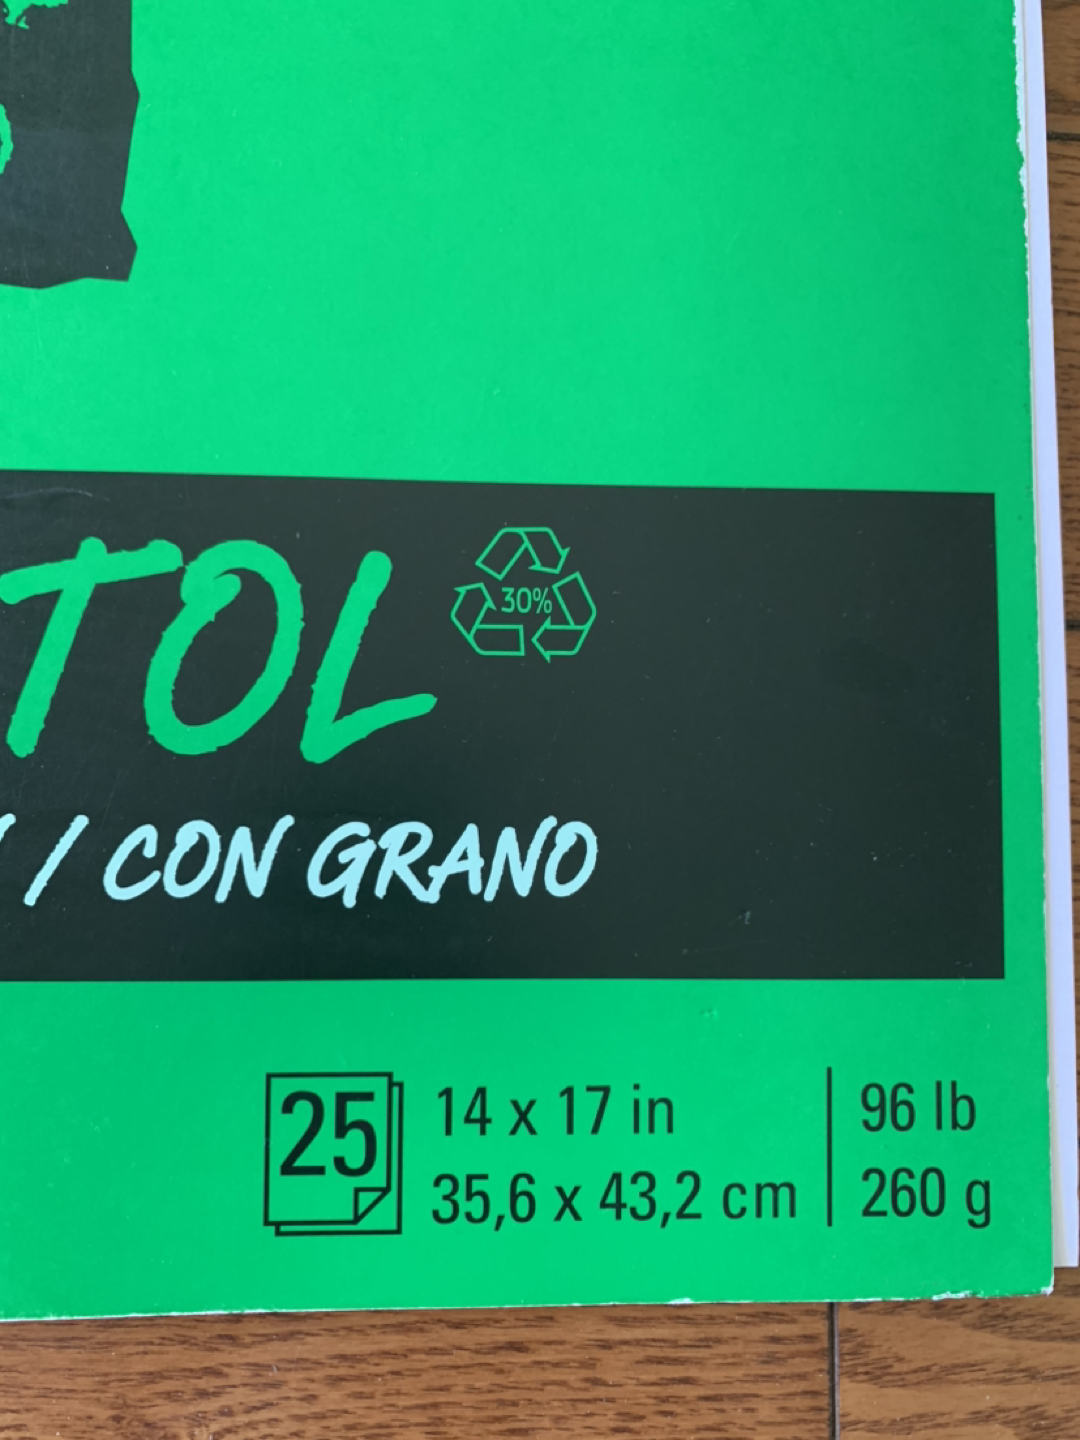 TOL
30%
/ CON GRANO
25
14 x 17 in
96 lb
35,6 x 43,2 cm
260 g